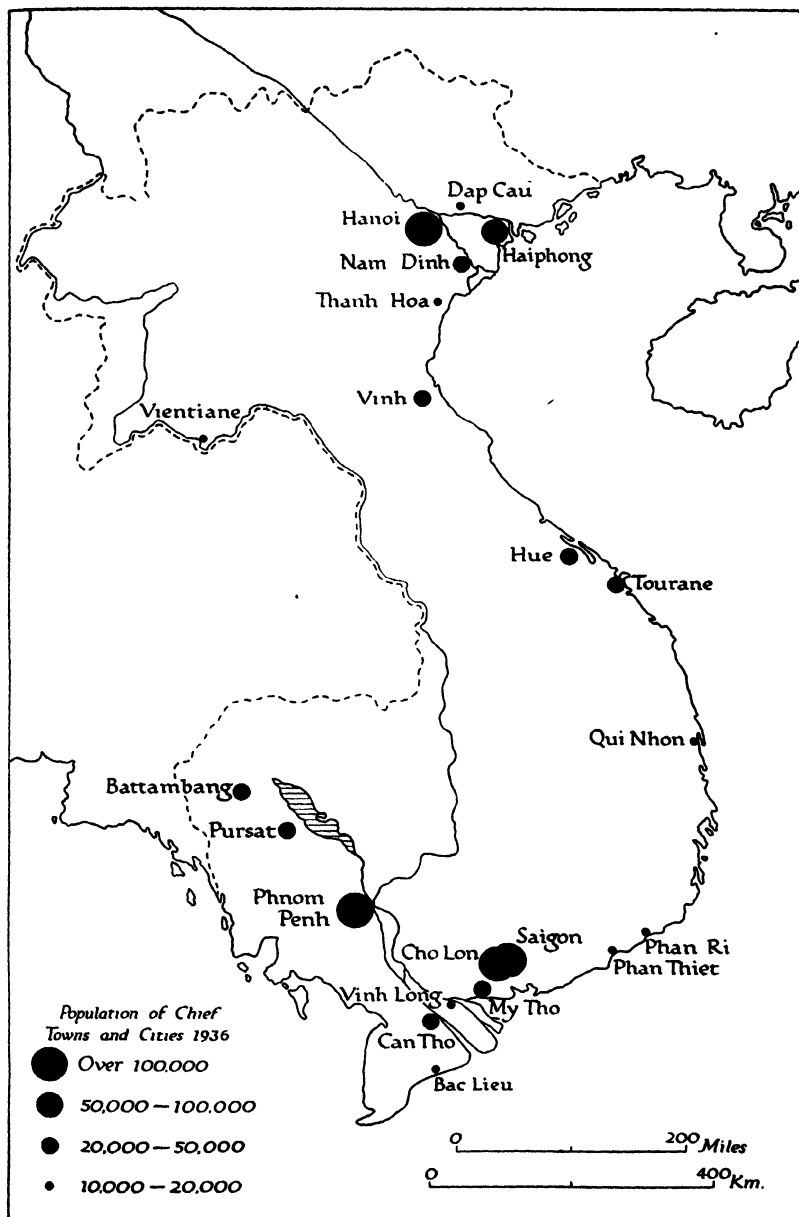 Dap Cau
Hanoi
Haiphong
Nam Dinh
Thanh Hoa
Vinh
Vientiane
Hue
Tourane
Qui Nhon
Battambang
Pursat
Phnom
Penh
Saigon
Cho Lon
Phan Ri
Phan Thiet
Vinh Long
My Tho
Can Tho
Bac Lieu
Population of Chief
Towns and Cities 1936
Over 100,000
50,000—100,000
20,000—50,000
10,000—20,000
0 200 Miles
0 400 Km.